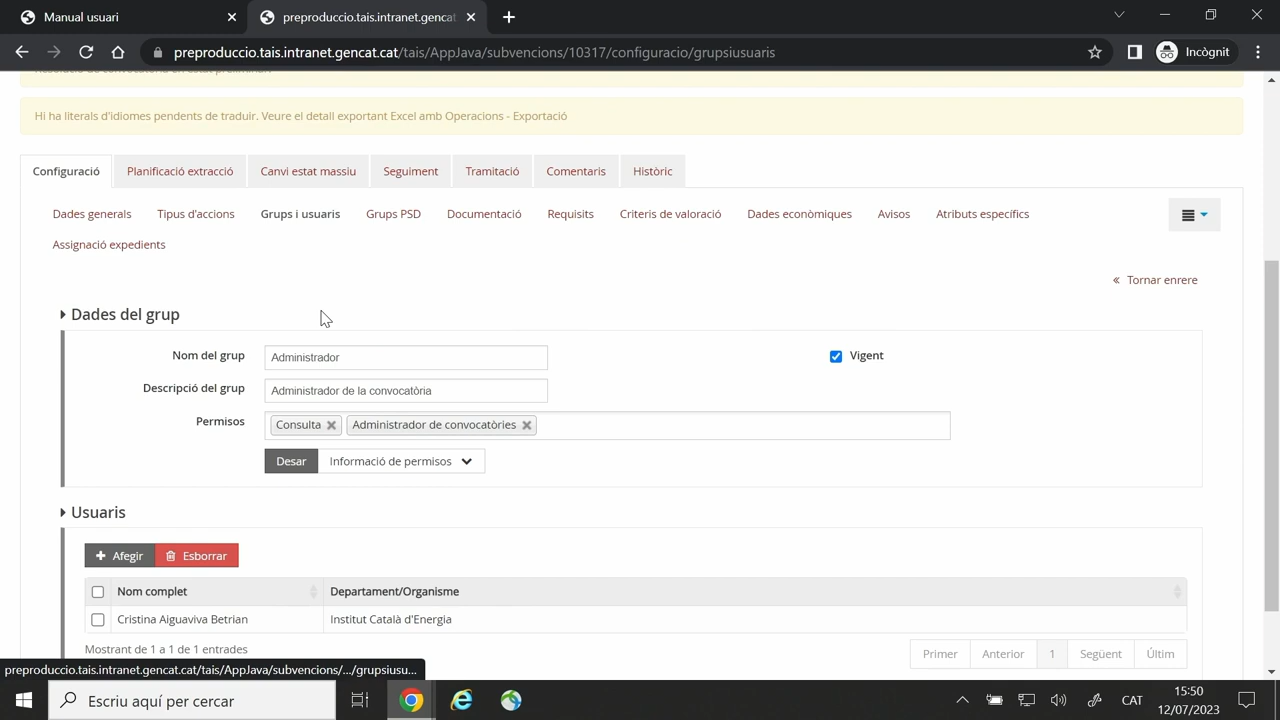 Manual usuari
preproduccio.tais.intranet.gencat
preproduccio.tais.intranet.gencat.cat/tais/AppJava/subvencions/10317/configuracio/grupsiusuaris
Incògnit
Hi ha literals d'idiomes pendents de traduir. Veure el detall exportant Excel amb Operacions - Exportació
Configuració Planificació extracció Canvi estat massiu Seguiment Tramitació Comentaris Històric
Dades generals Tipus d'accions Grups i usuaris Grups PSD Documentació Requisits Criteris de valoració Dades econòmiques Avisos Atributs específics
Assignació expedients
« Tornar enrere
Dades del grup
Nom del grup Administrador Vigent
Descripció del grup Administrador de la convocatòria
Permisos Consulta Administrador de convocatòries
Desar Informació de permisos
Usuaris
Afegir Esborrar
Nom complet Departament/Organisme
Cristina Aiguaviva Betrian Institut Català d'Energia
Mostrant de 1 a 1 de 1 entrades
Primer Anterior 1 Següent Últim
preproduccio.tais.intranet.gencat.cat/tais/AppJava/subvencions/.../grupsiusu...
Escriu aquí per cercar
CAT
15:50
12/07/2023